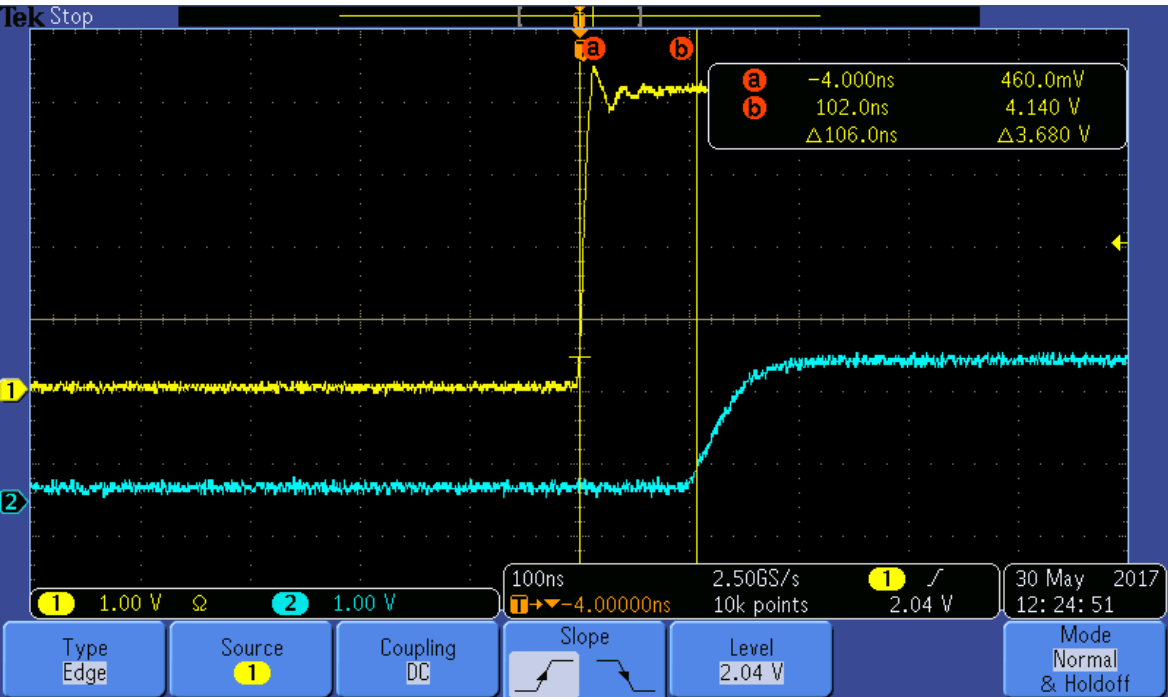 Tek Stop
T
T a b
a −4.000ns 460.0mV
b 102.0ns 4.140 V
△106.0ns △3.680 V
1
2
1 1.00 V Ω 2 1.00 V
100ns 2.50GS/s 1
T→▼−4.00000ns 10k points 2.04 V
30 May 2017
12:24:51
Type
Edge
Source
1
Coupling
DC
Slope
Level
2.04 V
Mode
Normal
& Holdoff